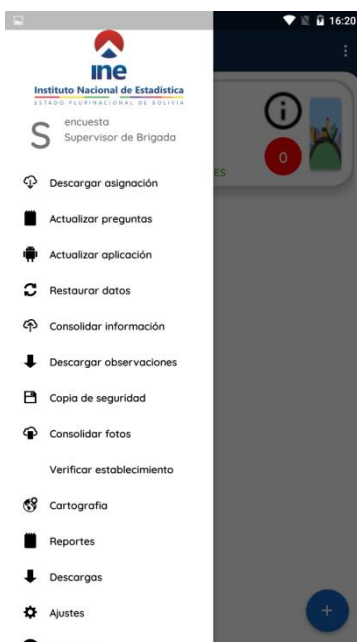 16:20
ine
Instituto Nacional de Estadística
ESTADO PLURINACIONAL DE BOLIVIA
S
encuesta
Supervisor de Brigada
0
ES
Descargar asignación
Actualizar preguntas
Actualizar aplicación
Restaurar datos
Consolidar información
Descargar observaciones
Copia de seguridad
Consolidar fotos
Verificar establecimiento
Cartografia
Reportes
Descargas
Ajustes